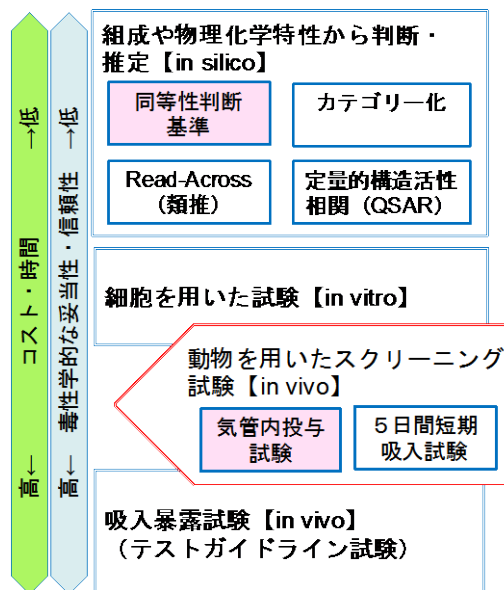 コスト・時間
高← →低
毒性学的な妥当性・信頼性
高← →低
組成や物理化学特性から判断・
推定【in silico】
同等性判断
基準
カテゴリー化
Read-Across
(類推)
定量的構造活性
相関（QSAR）
細胞を用いた試験【in vitro】
動物を用いたスクリーニング
試験【in vivo】
気管内投与
試験
５日間短期
吸入試験
吸入暴露試験【in vivo】
（テストガイドライン試験）